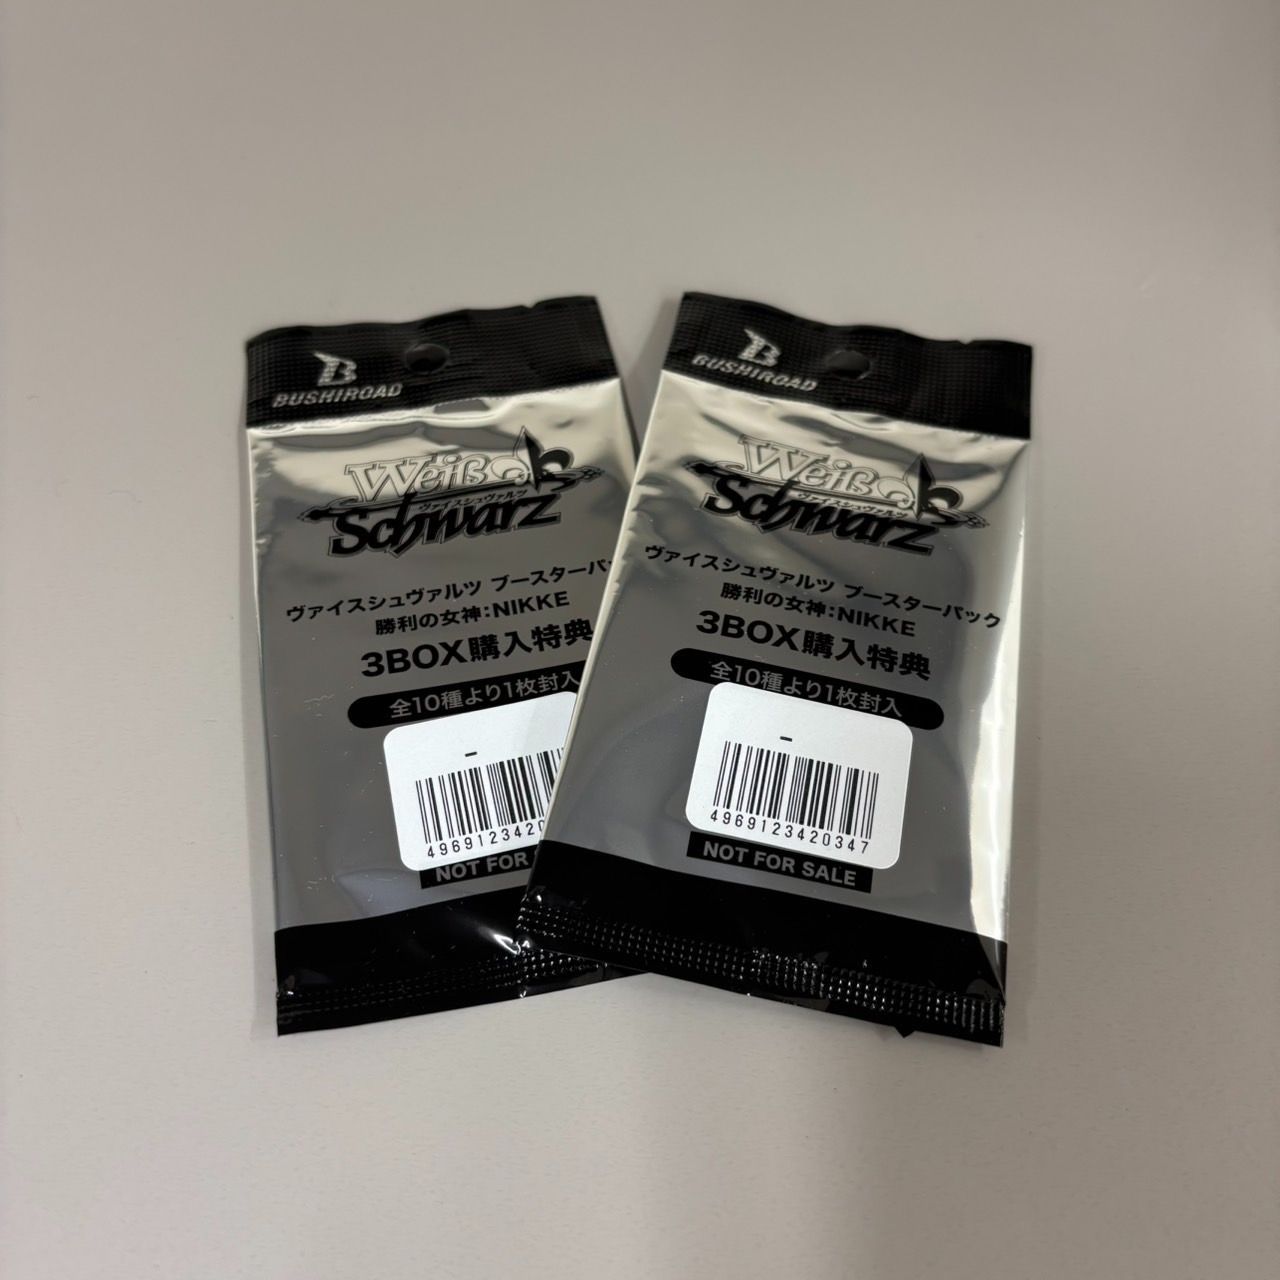 BUSHIROAD
Weiß
ヴァイスシュヴァルツ
Schwarz
ヴァイスシュヴァルツ ブースターパッ
勝利の女神:NIKKE
3BOX購入特典
全10種より1枚封入
-
496912342
NOT FOR
BUSHIROAD
Weiß
ヴァイスシュヴァルツ
Schwarz
ヴァイスシュヴァルツ ブースターパック
勝利の女神:NIKKE
3BOX購入特典
全10種より1枚封入
-
4969123420347
NOT FOR SALE